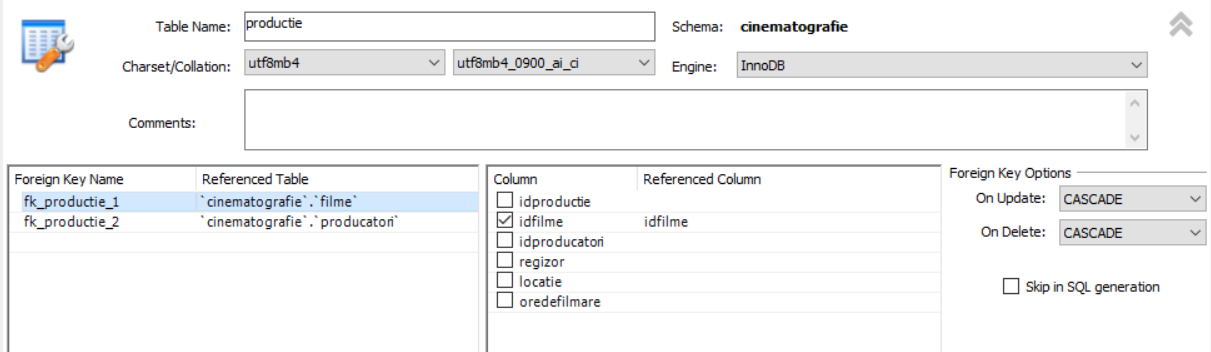 Table Name: productie Schema: cinematografie
Charset/Collation: utf8mb4 utf8mb4_0900_ai_ci Engine: InnoDB
Comments:
Foreign Key Name Referenced Table
fk_productie_1 `cinematografie`.`filme`
fk_productie_2 `cinematografie`.`producatori`
Column Referenced Column
idproductie
idfilme idfilme
idproducatori
regizor
locatie
oredefilmare
Foreign Key Options
On Update: CASCADE
On Delete: CASCADE
Skip in SQL generation